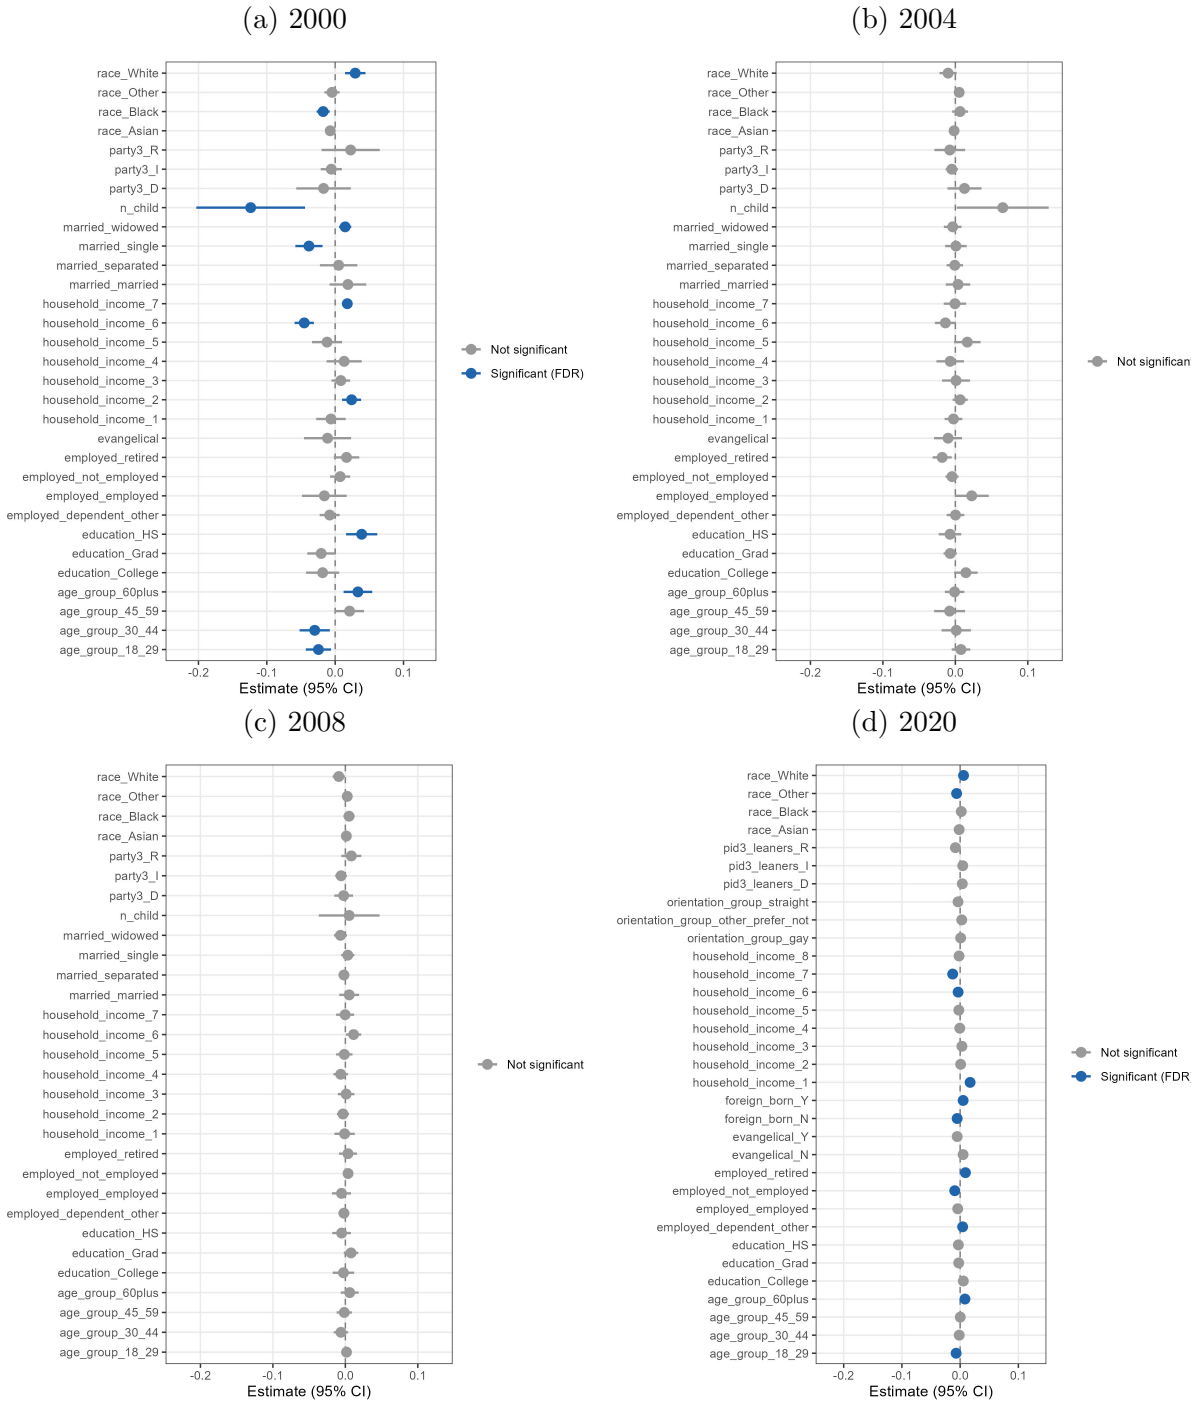 (a) 2000
race_White
race_Other
race_Black
race_Asian
party3_R
party3_I
party3_D
n_child
married_widowed
married_single
married_separated
married_married
household_income_7
household_income_6
household_income_5
household_income_4
household_income_3
household_income_2
household_income_1
evangelical
employed_retired
employed_not_employed
employed_employed
employed_dependent_other
education_HS
education_Grad
education_College
age_group_60plus
age_group_45_59
age_group_30_44
age_group_18_29
-0.2 -0.1 0.0 0.1
Estimate (95% CI)
Not significant
Significant (FDR)
(b) 2004
race_White
race_Other
race_Black
race_Asian
party3_R
party3_I
party3_D
n_child
married_widowed
married_single
married_separated
married_married
household_income_7
household_income_6
household_income_5
household_income_4
household_income_3
household_income_2
household_income_1
evangelical
employed_retired
employed_not_employed
employed_employed
employed_dependent_other
education_HS
education_Grad
education_College
age_group_60plus
age_group_45_59
age_group_30_44
age_group_18_29
-0.2 -0.1 0.0 0.1
Estimate (95% CI)
Not significan
(c) 2008
race_White
race_Other
race_Black
race_Asian
party3_R
party3_I
party3_D
n_child
married_widowed
married_single
married_separated
married_married
household_income_7
household_income_6
household_income_5
household_income_4
household_income_3
household_income_2
household_income_1
employed_retired
employed_not_employed
employed_employed
employed_dependent_other
education_HS
education_Grad
education_College
age_group_60plus
age_group_45_59
age_group_30_44
age_group_18_29
-0.2 -0.1 0.0 0.1
Estimate (95% CI)
Not significant
(d) 2020
race_White
race_Other
race_Black
race_Asian
pid3_leaners_R
pid3_leaners_I
pid3_leaners_D
orientation_group_straight
orientation_group_other_prefer_not
orientation_group_gay
household_income_8
household_income_7
household_income_6
household_income_5
household_income_4
household_income_3
household_income_2
household_income_1
foreign_born_Y
foreign_born_N
evangelical_Y
evangelical_N
employed_retired
employed_not_employed
employed_employed
employed_dependent_other
education_HS
education_Grad
education_College
age_group_60plus
age_group_45_59
age_group_30_44
age_group_18_29
-0.2 -0.1 0.0 0.1
Estimate (95% CI)
Not significant
Significant (FDR